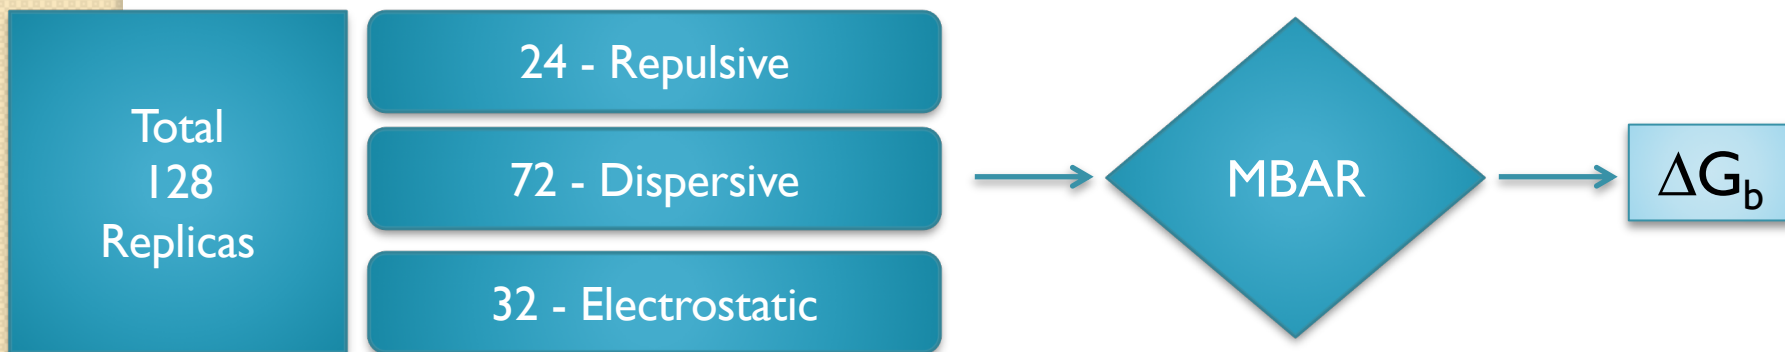 Total
128
Replicas
24 - Repulsive
72 - Dispersive
32 - Electrostatic
MBAR
ΔGb